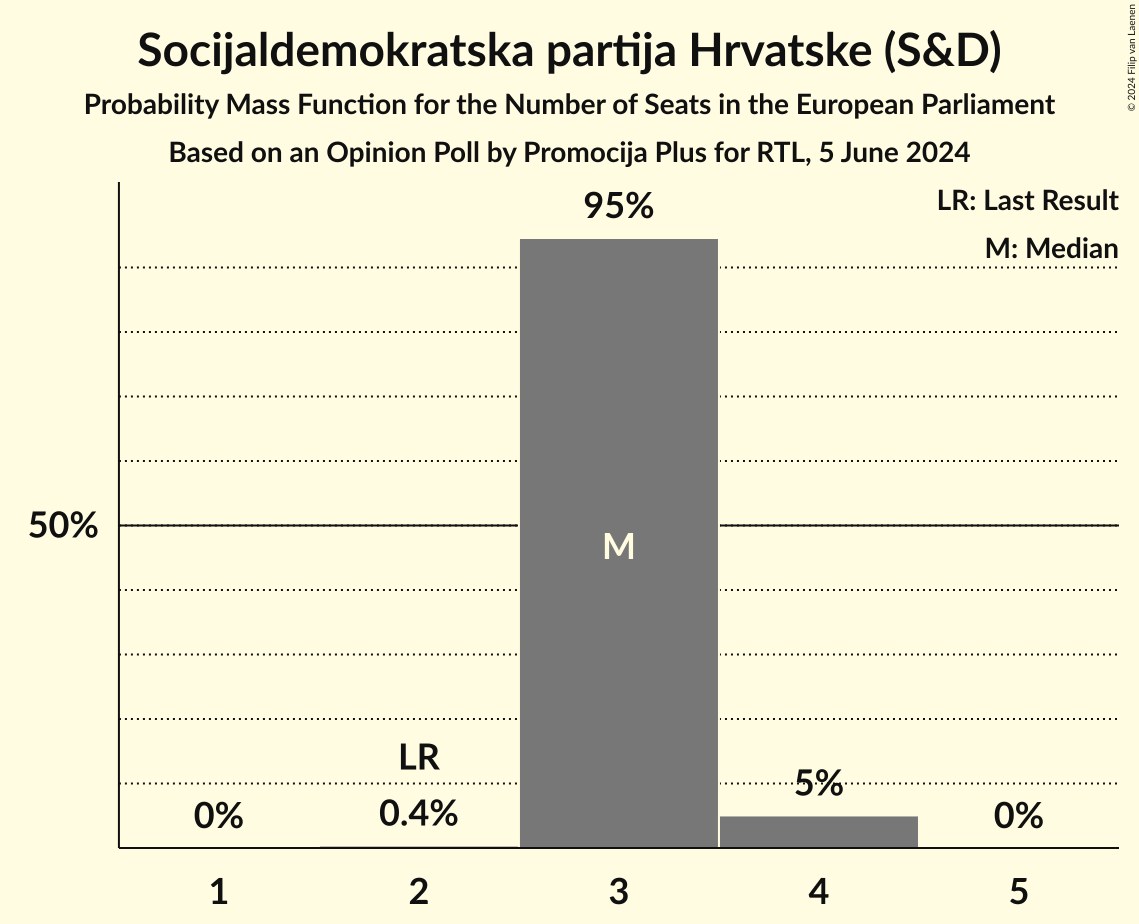 Socijaldemokratska partija Hrvatske (S&D)
Probability Mass Function for the Number of Seats in the European Parliament
Based on an Opinion Poll by Promocija Plus for RTL, 5 June 2024
© 2024 Filip van Laenen
LR: Last Result
M: Median
95%
50%
M
LR
0%
0.4%
5%
0%
1
2
3
4
5